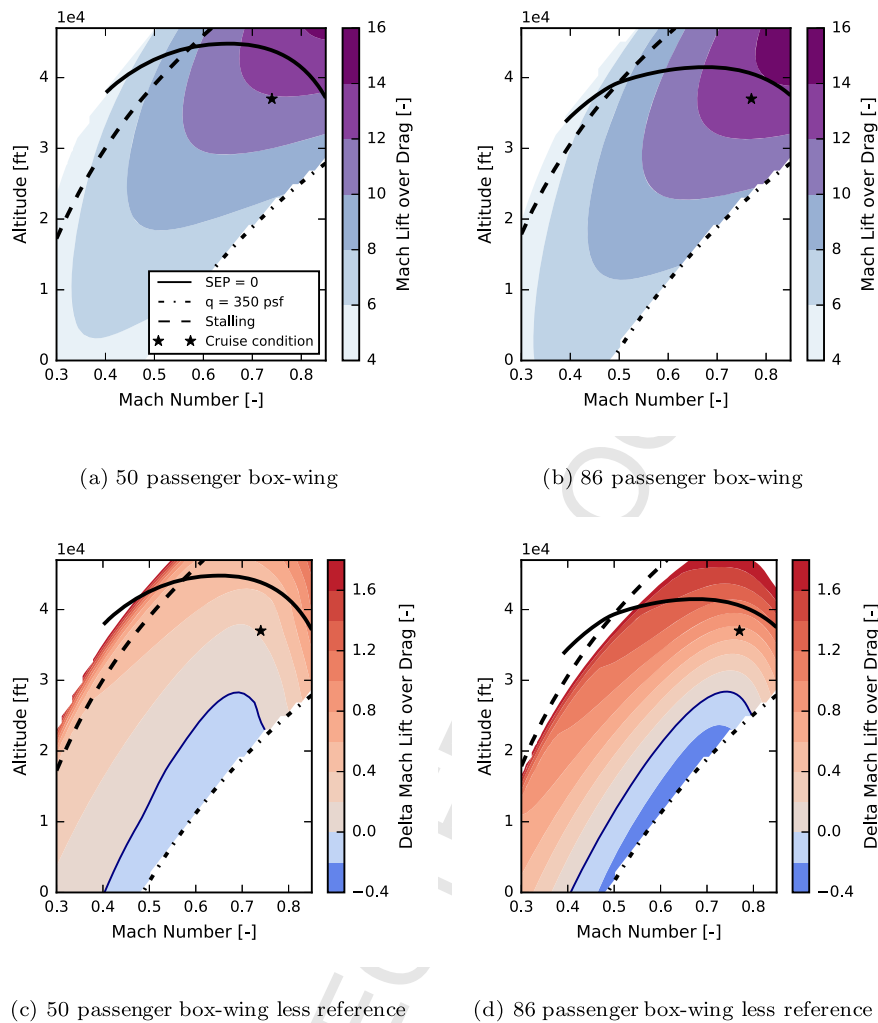 1e4
4
3
2
1
0
0.3 0.4 0.5 0.6 0.7 0.8
Altitude [ft]
Mach Number [-]
SEP = 0
q = 350 psf
Stalling
Cruise condition
16
14
12
10
8
6
4
Mach Lift over Drag [-]
(a) 50 passenger box-wing
1e4
4
3
2
1
0
0.3 0.4 0.5 0.6 0.7 0.8
Altitude [ft]
Mach Number [-]
16
14
12
10
8
6
4
Mach Lift over Drag [-]
(b) 86 passenger box-wing
1e4
4
3
2
1
0
0.3 0.4 0.5 0.6 0.7 0.8
Altitude [ft]
Mach Number [-]
1.6
1.2
0.8
0.4
0.0
−0.4
Delta Mach Lift over Drag [-]
(c) 50 passenger box-wing less reference
1e4
4
3
2
1
0
0.3 0.4 0.5 0.6 0.7 0.8
Altitude [ft]
Mach Number [-]
1.6
1.2
0.8
0.4
0.0
−0.4
Delta Mach Lift over Drag [-]
(d) 86 passenger box-wing less reference